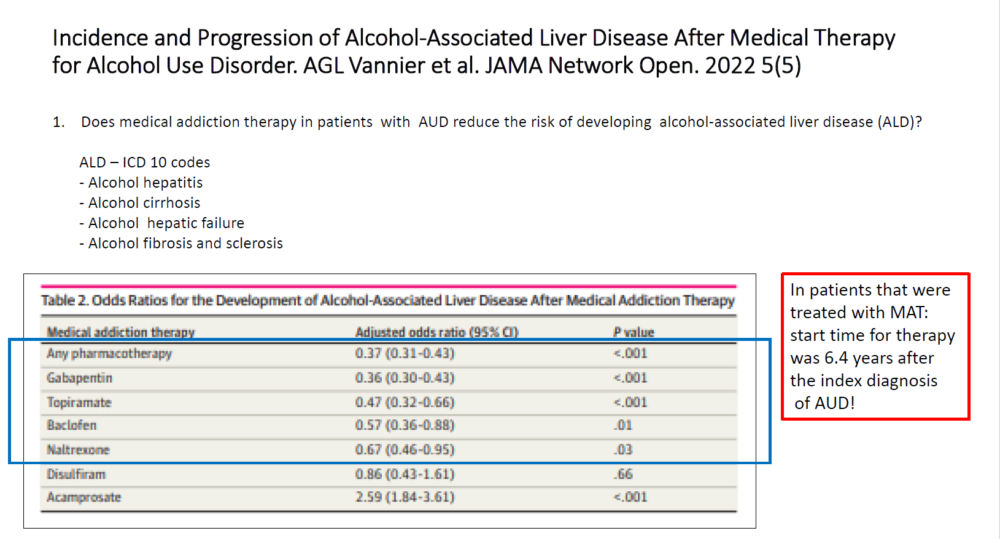 Incidence and Progression of Alcohol-Associated Liver Disease After Medical Therapy
for Alcohol Use Disorder. AGL Vannier et al. JAMA Network Open. 2022 5(5)
1. Does medical addiction therapy in patients with AUD reduce the risk of developing alcohol-associated liver disease (ALD)?
ALD – ICD 10 codes
- Alcohol hepatitis
- Alcohol cirrhosis
- Alcohol hepatic failure
- Alcohol fibrosis and sclerosis
Table 2. Odds Ratios for the Development of Alcohol-Associated Liver Disease After Medical Addiction Therapy
Medical addiction therapy Adjusted odds ratio (95% CI) P value
Any pharmacotherapy 0.37 (0.31-0.43) <.001
Gabapentin 0.36 (0.30-0.43) <.001
Topiramate 0.47 (0.32-0.66) <.001
Baclofen 0.57 (0.36-0.88) .01
Naltrexone 0.67 (0.46-0.95) .03
Disulfiram 0.86 (0.43-1.61) .66
Acamprosate 2.59 (1.84-3.61) <.001
In patients that were
treated with MAT:
start time for therapy
was 6.4 years after
the index diagnosis
of AUD!